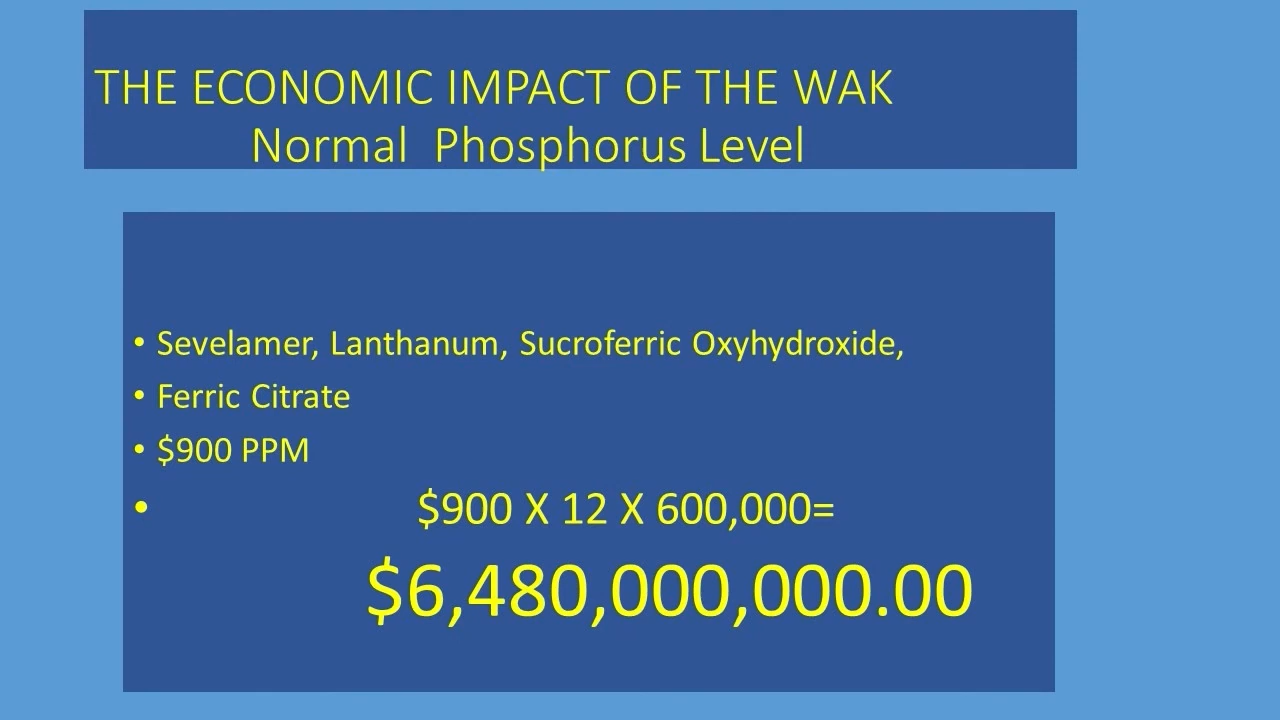 THE ECONOMIC IMPACT OF THE WAK
Normal Phosphorus Level
• Sevelamer, Lanthanum, Sucroferric Oxyhydroxide,
• Ferric Citrate
• $900 PPM
• $900 X 12 X 600,000=
$6,480,000,000.00